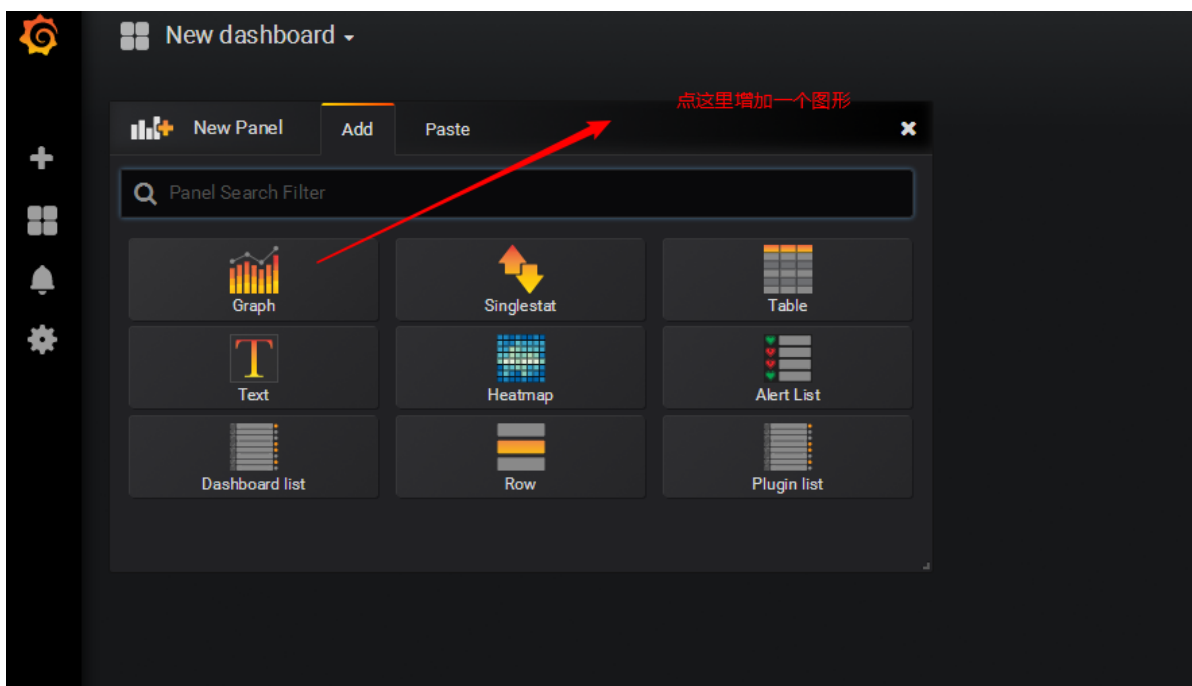 New dashboard
点这里增加一个图形
New Panel
Add
Paste
Panel Search Filter
Graph
Singlestat
Table
Text
Heatmap
Alert List
Dashboard list
Row
Plugin list